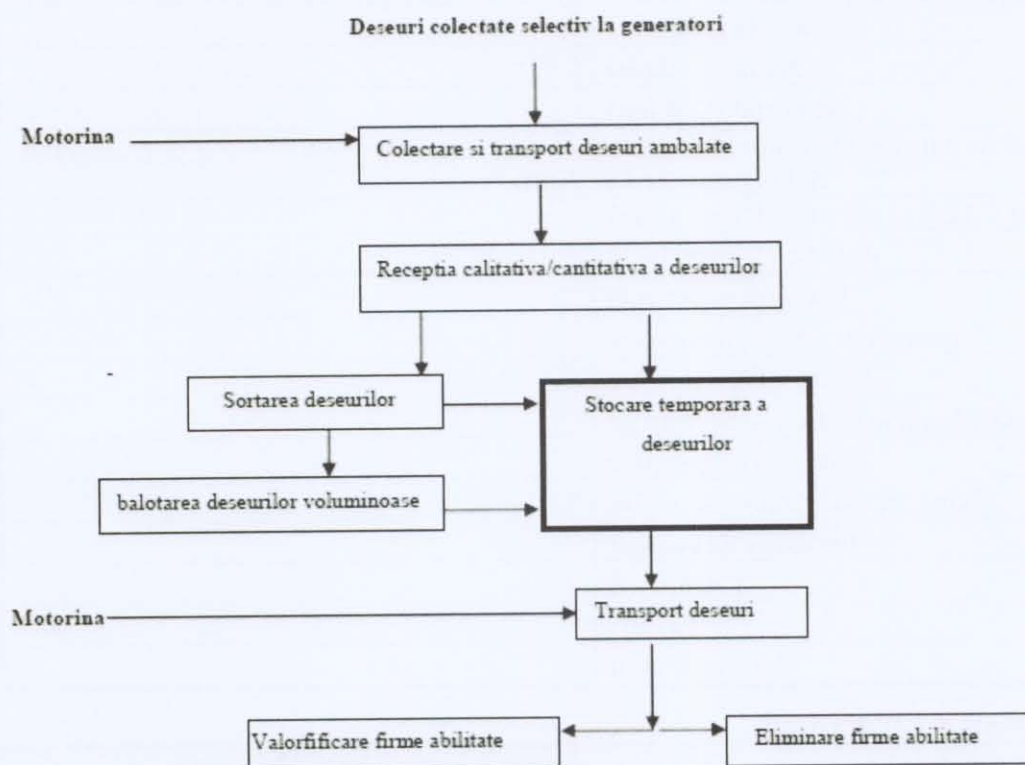 Deseuri colectate selectiv la generatori
Motorina
Colectare si transport deseuri ambalate
Receptia calitativa/cantitativa a deseurilor
Sortarea deseurilor
Stocare temporara a
deseurilor
balotarea deseurilor voluminoase
Motorina
Transport deseuri
Valorfificare firme abilitate
Eliminare firme abilitate